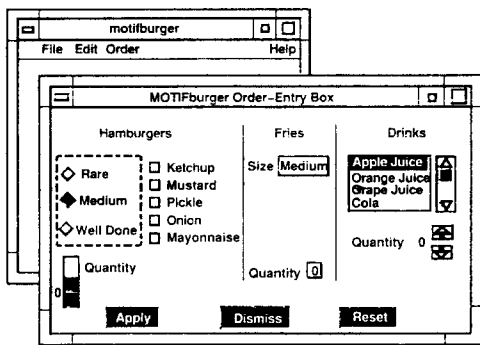 motifburger
File Edit Order Help
MOTIFburger Order-Entry Box
Hamburgers
Rare
Medium
Well Done
Ketchup
Mustard
Pickle
Onion
Mayonnaise
Quantity
0
Fries
Size Medium
Quantity 0
Drinks
Apple Juice
Orange Juice
Grape Juice
Cola
Quantity 0
Apply Dismiss Reset